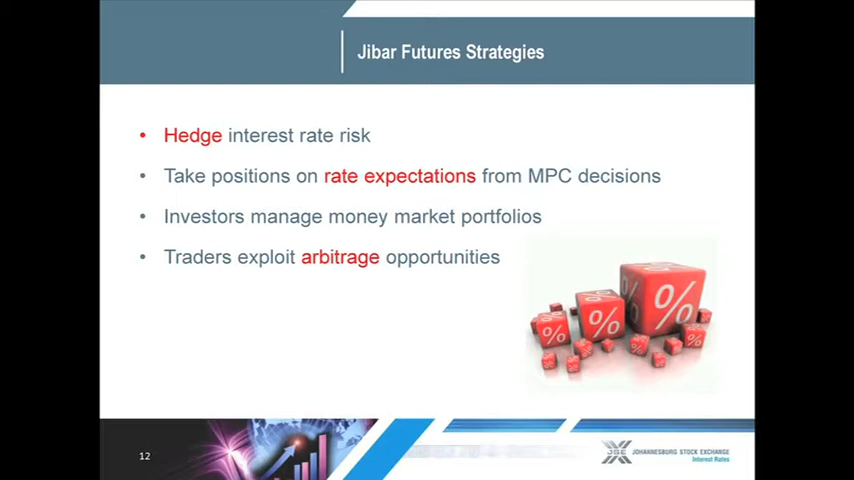 Jibar Futures Strategies
• Hedge interest rate risk
• Take positions on rate expectations from MPC decisions
• Investors manage money market portfolios
• Traders exploit arbitrage opportunities
% % %
% % % %
12
JSE
JOHANNESBURG STOCK EXCHANGE
Interest Rates